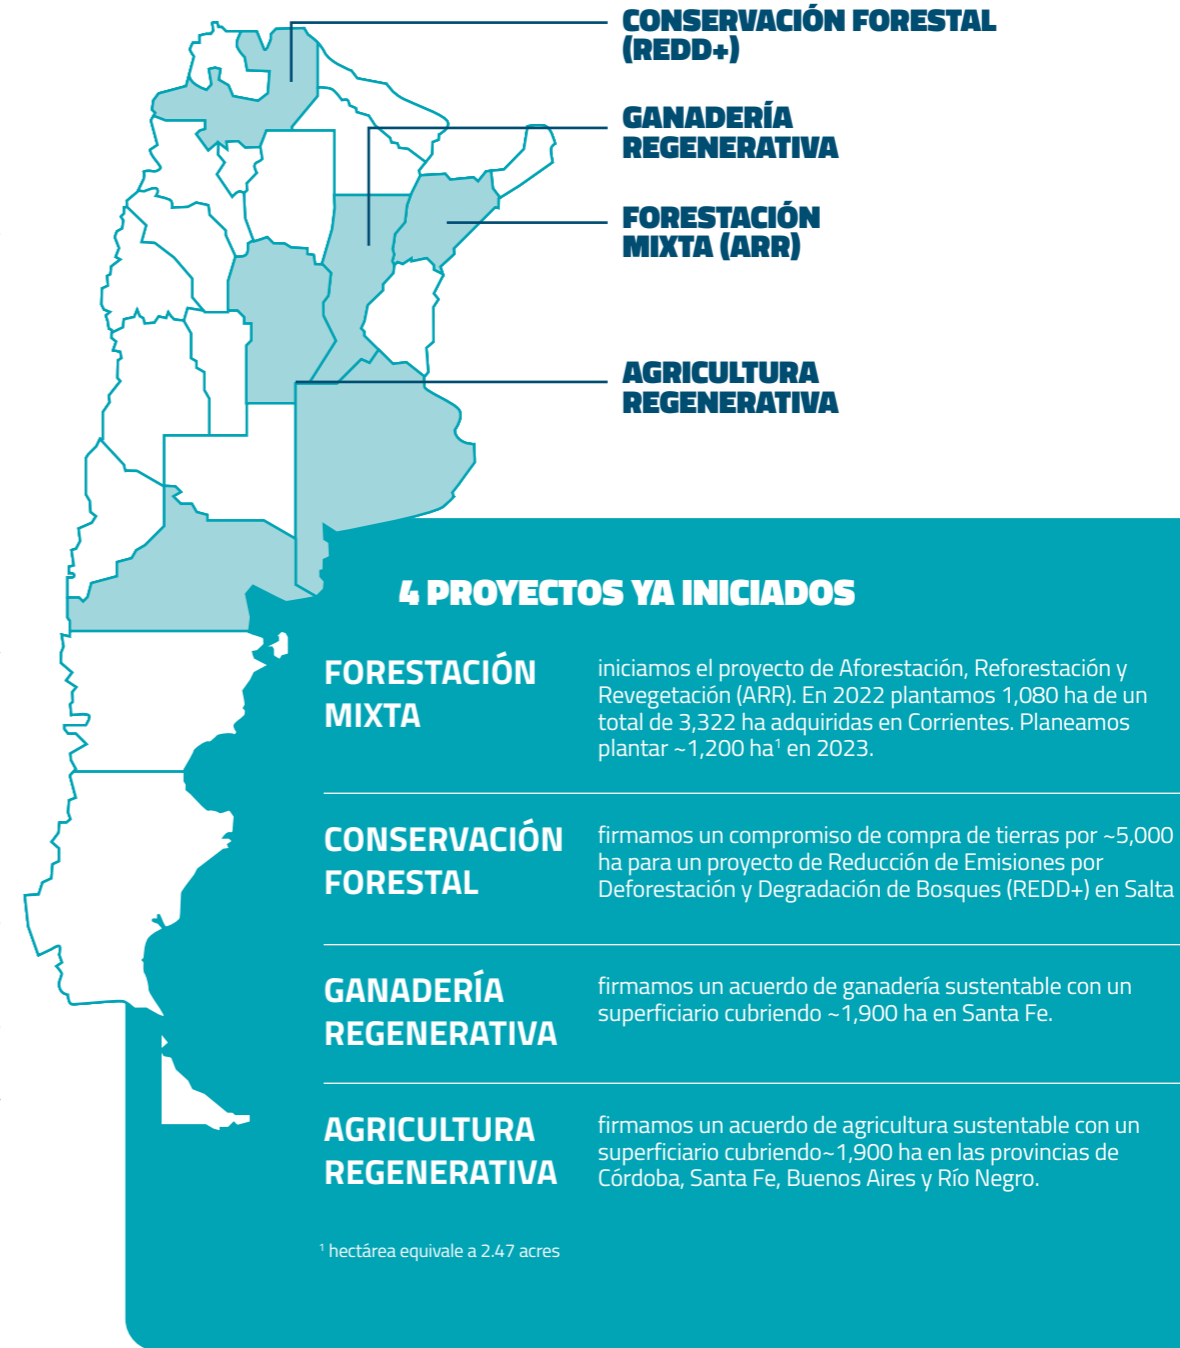 CONSERVACIÓN FORESTAL
(REDD+)
GANADERÍA
REGENERATIVA
FORESTACIÓN
MIXTA (ARR)
AGRICULTURA
REGENERATIVA
4 PROYECTOS YA INICIADOS
FORESTACIÓN
MIXTA
iniciamos el proyecto de Aforestación, Reforestación y
Revegetación (ARR). En 2022 plantamos 1,080 ha de un
total de 3,322 ha adquiridas en Corrientes. Planeamos
plantar ~1,200 ha¹ en 2023.
CONSERVACIÓN
FORESTAL
firmamos un compromiso de compra de tierras por ~5,000
ha para un proyecto de Reducción de Emisiones por
Deforestación y Degradación de Bosques (REDD+) en Salta
GANADERÍA
REGENERATIVA
firmamos un acuerdo de ganadería sustentable con un
superficiario cubriendo ~1,900 ha en Santa Fe.
AGRICULTURA
REGENERATIVA
firmamos un acuerdo de agricultura sustentable con un
superficiario cubriendo~1,900 ha en las provincias de
Córdoba, Santa Fe, Buenos Aires y Río Negro.
¹ hectárea equivale a 2.47 acres